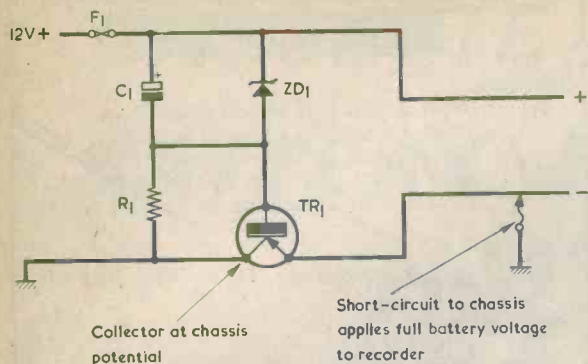 12V+
F1
C1
+
ZD1
+
R1
TR1
−
Collector at chassis
potential
Short-circuit to chassis
applies full battery voltage
to recorder